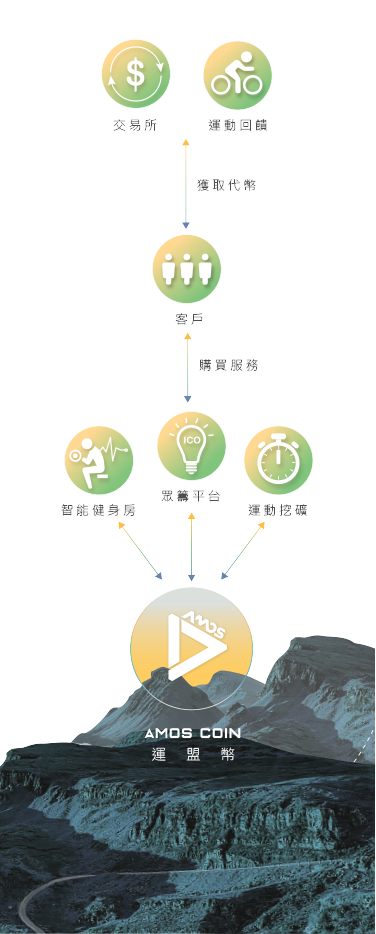 $
交易所
運動回饋
獲取代幣
客戶
購買服務
ICO
智能健身房
眾籌平台
運動挖礦
AMOS
AMOS COIN
運盟幣